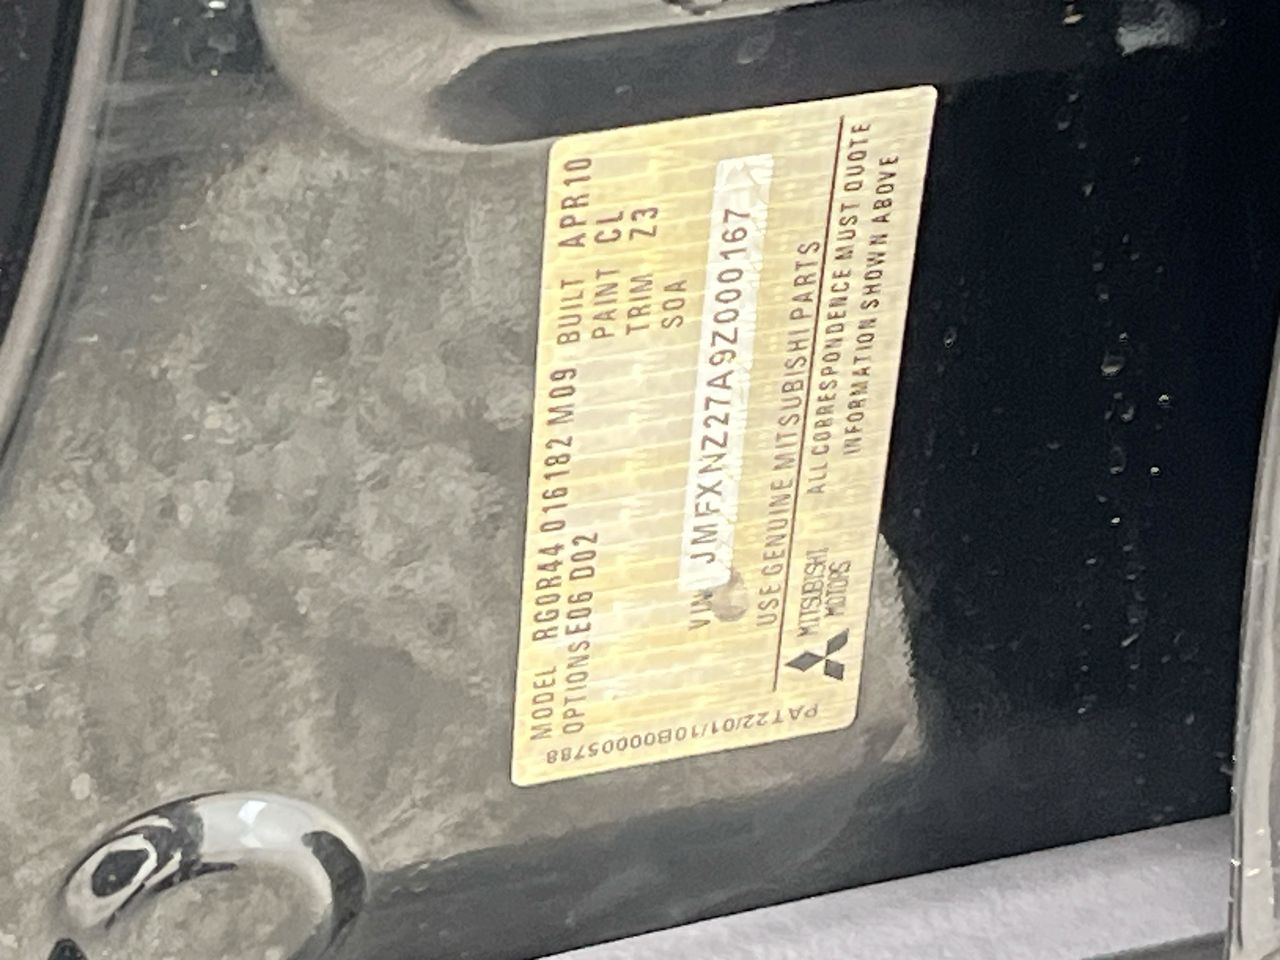 MODEL RG0R44 016182 M09 BUILT APR10
OPTIONS E06 D02 PAINT CL
TRIM Z3
SOA
VIN JMFXNZ27A9Z000167
USE GENUINE MITSUBISHI PARTS
MITSUBISHI MOTORS
ALL CORRESPONDENCE MUST QUOTE
INFORMATION SHOWN ABOVE
PAT22/01/10B00005788